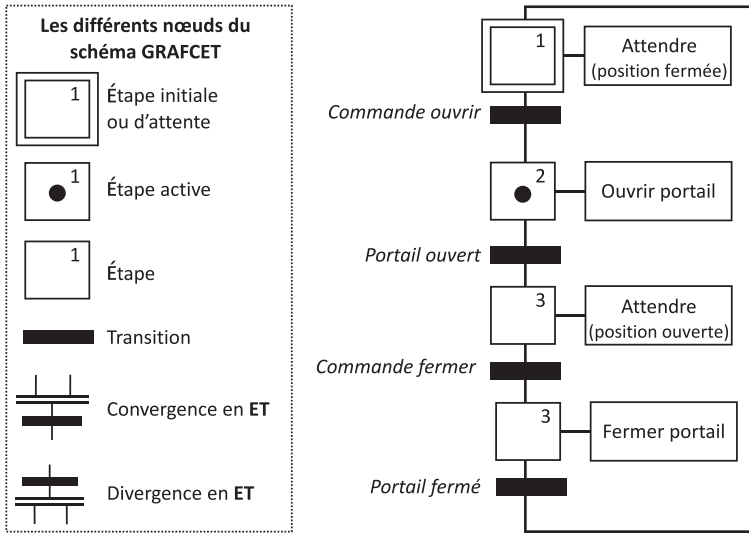 Les différents nœuds du
schéma GRAFCET
1
Étape initiale
ou d'attente
1
Étape active
1
Étape
Transition
Convergence en ET
Divergence en ET
1
Attendre
(position fermée)
Commande ouvrir
2
Ouvrir portail
Portail ouvert
3
Attendre
(position ouverte)
Commande fermer
3
Fermer portail
Portail fermé